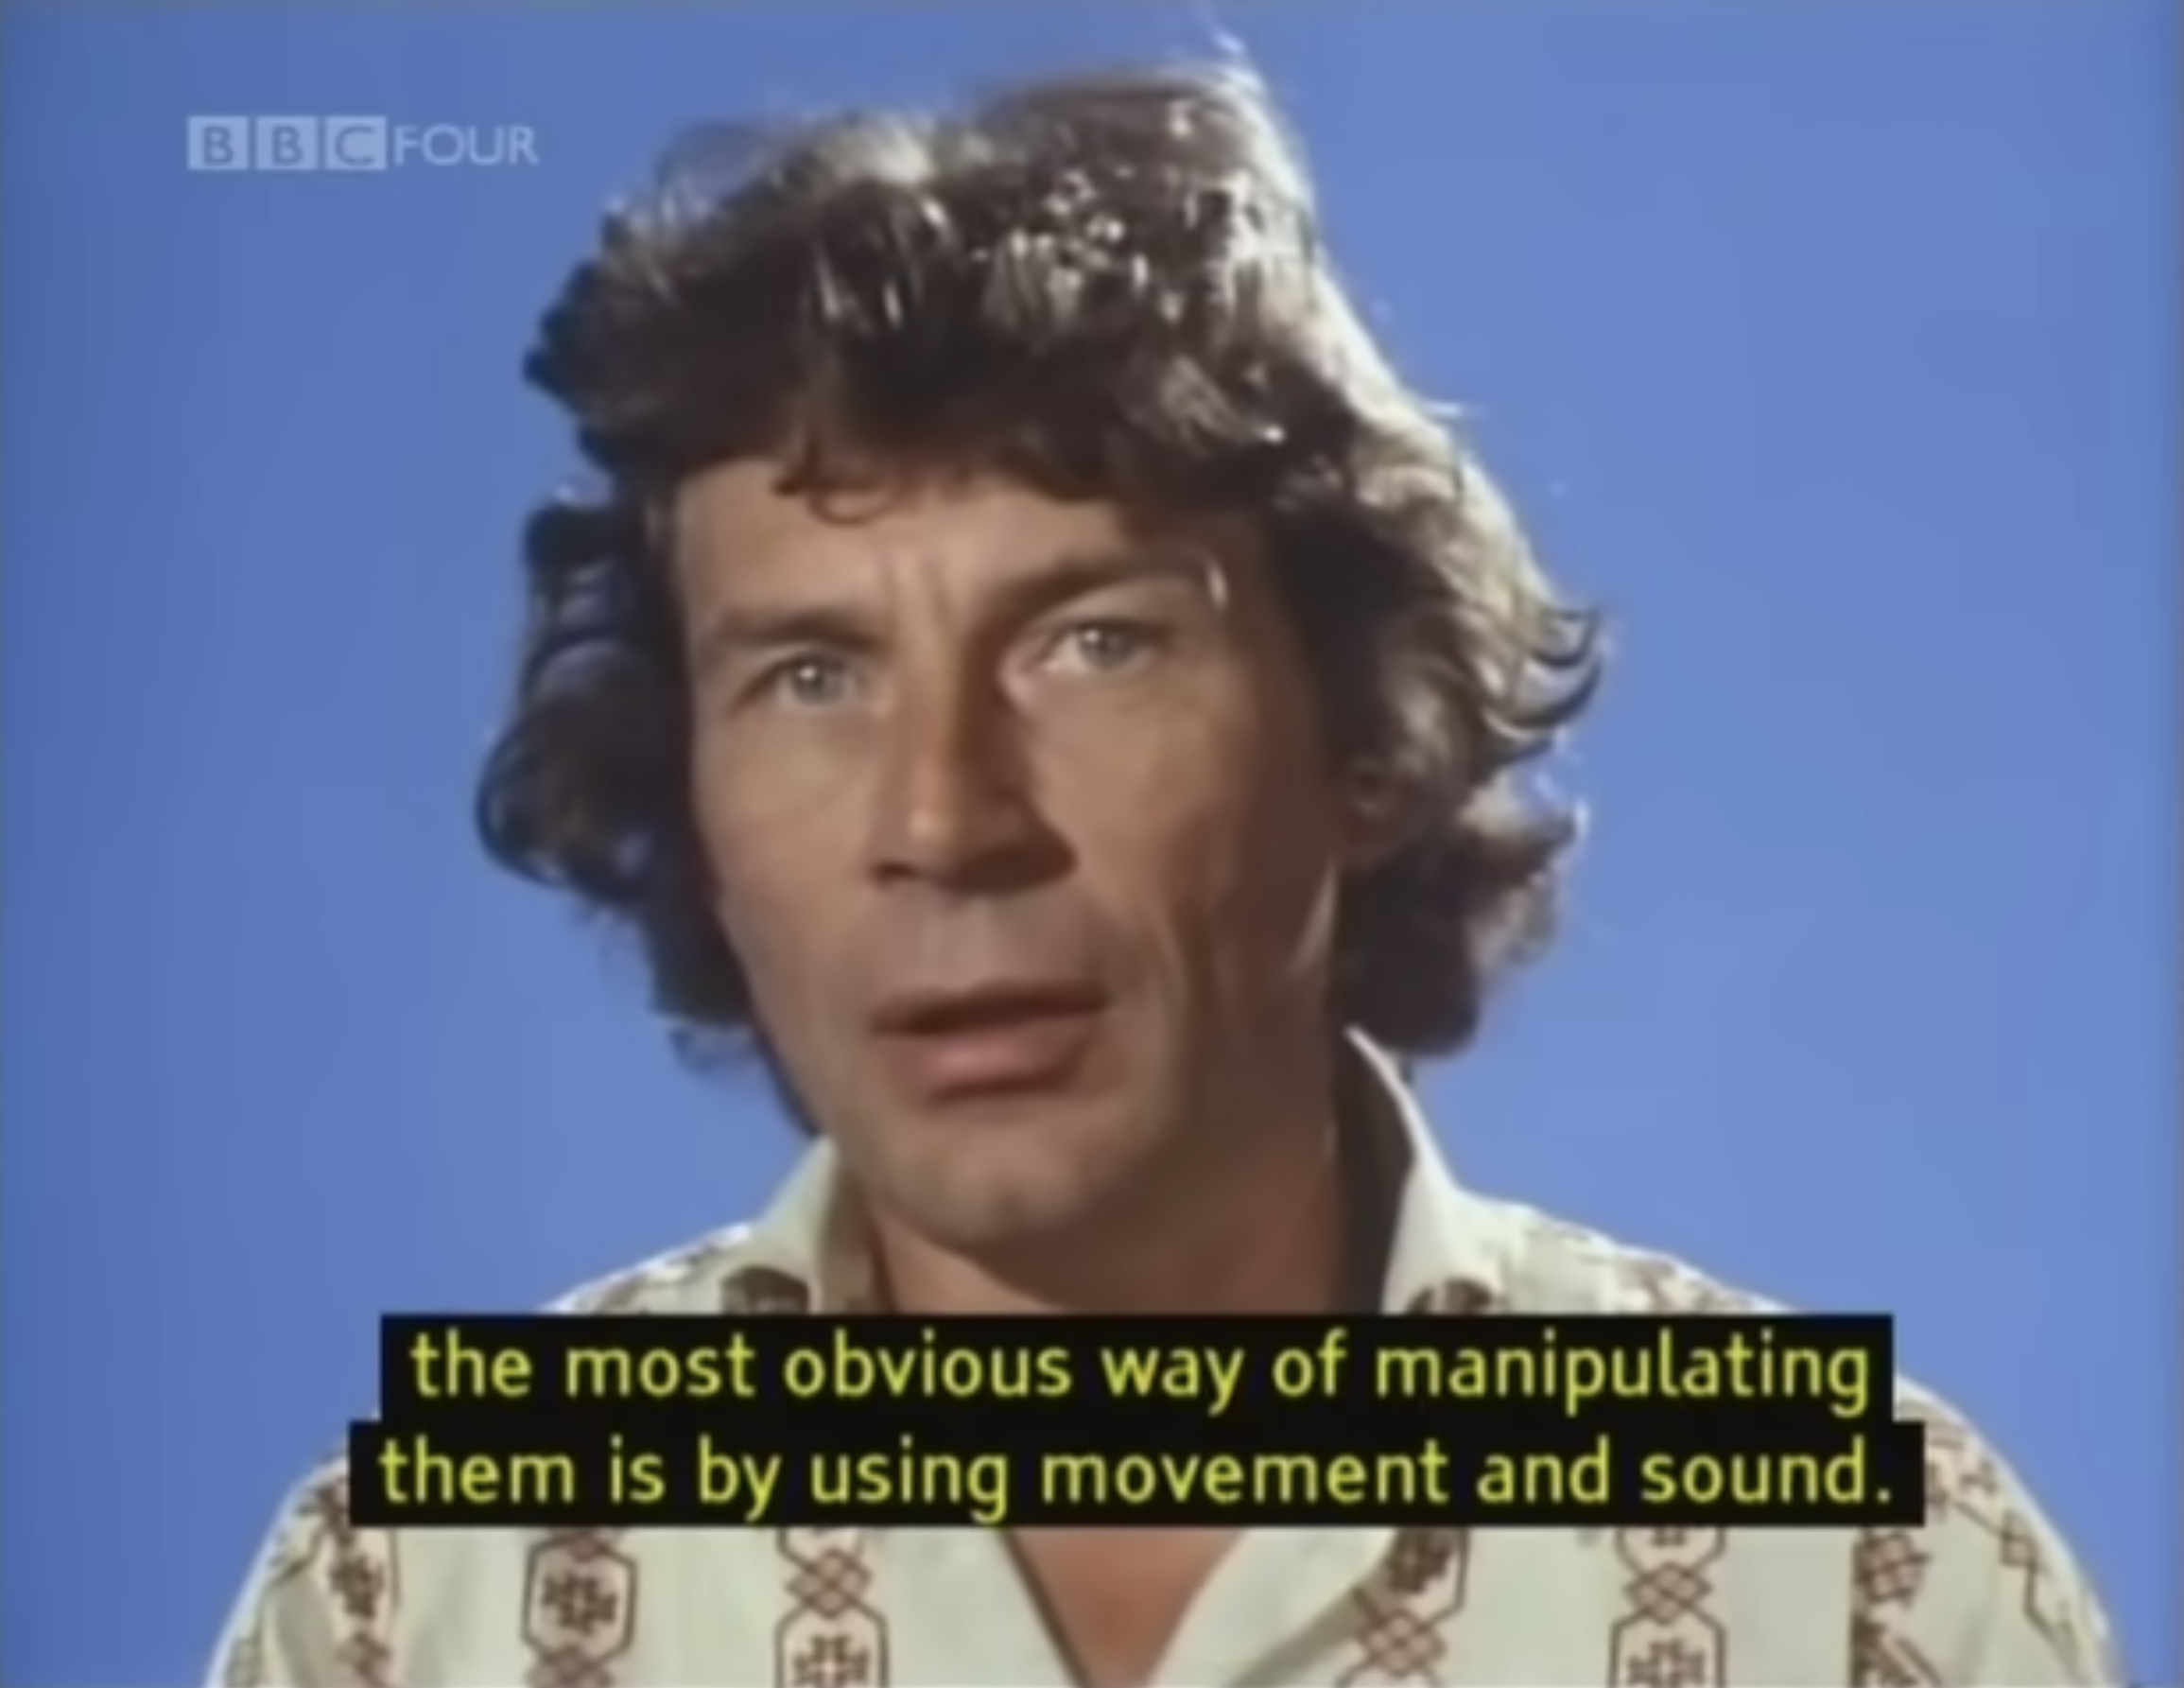 BBC FOUR
the most obvious way of manipulating
them is by using movement and sound.